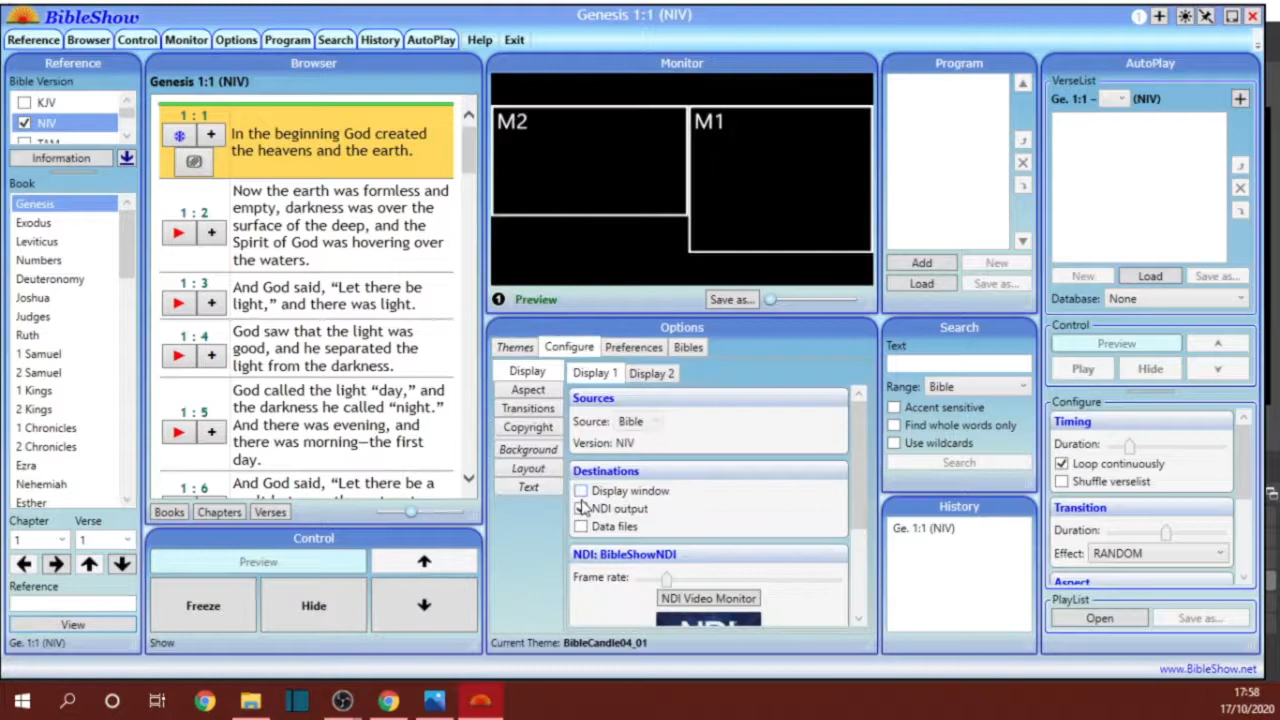 BibleShow
Genesis 1:1 (NIV)
Reference Browser Control Monitor Options Program Search History AutoPlay Help Exit
Reference
Bible Version
KJV
NIV
Information
Book
Genesis
Exodus
Leviticus
Numbers
Deuteronomy
Joshua
Judges
Ruth
1 Samuel
2 Samuel
1 Kings
2 Kings
1 Chronicles
2 Chronicles
Ezra
Nehemiah
Esther
Chapter Verse
1 1
Reference
View
Ge. 1:1 (NIV)
Browser
Genesis 1:1 (NIV)
1 : 1
In the beginning God created
the heavens and the earth.
1 : 2
Now the earth was formless and
empty, darkness was over the
surface of the deep, and the
Spirit of God was hovering over
the waters.
1 : 3
And God said, “Let there be
light,” and there was light.
1 : 4
God saw that the light was
good, and he separated the
light from the darkness.
1 : 5
God called the light “day,” and
the darkness he called “night.”
And there was evening, and
there was morning—the first
day.
1 : 6
And God said, “Let there be a
Books Chapters Verses
Control
Preview
Freeze Hide
Show
Monitor
M2 M1
1 Preview Save as...
Options
Themes Configure Preferences Bibles
Display
Aspect
Transitions
Copyright
Background
Layout
Text
Display 1 Display 2
Sources
Source: Bible
Version: NIV
Destinations
Display window
NDI output
Data files
NDI: BibleShowNDI
Frame rate:
NDI Video Monitor
NDI
Current Theme: BibleCandle04_01
Program
Add New
Load Save as...
Search
Text
Range: Bible
Accent sensitive
Find whole words only
Use wildcards
Search
History
Ge. 1:1 (NIV)
AutoPlay
VerseList
Ge. 1:1 – (NIV)
New Load Save as...
Database: None
Control
Preview
Play Hide
Configure
Timing
Duration:
Loop continuously
Shuffle verselist
Transition
Duration:
Effect: RANDOM
Aspect
PlayList
Open Save as...
www.BibleShow.net
17:58
17/10/2020